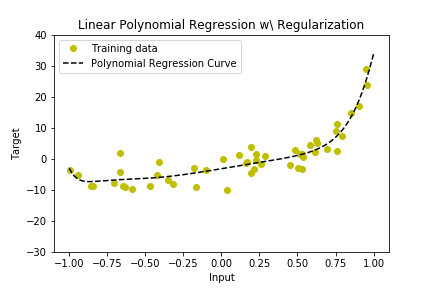 Linear Polynomial Regression w\ Regularization
Training data
Polynomial Regression Curve
Target
40
30
20
10
0
−10
−20
−30
−1.00 −0.75 −0.50 −0.25 0.00 0.25 0.50 0.75 1.00
Input